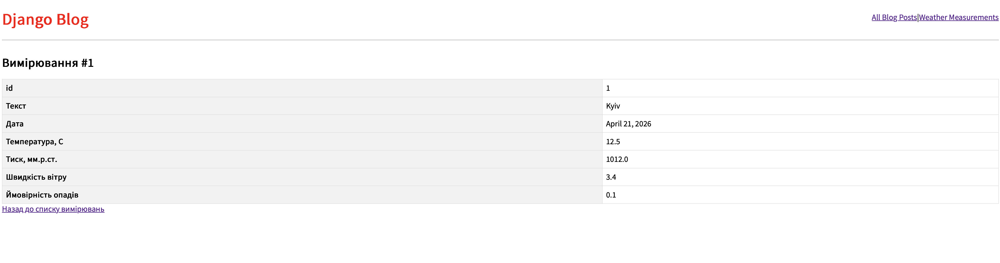 Django Blog
All Blog Posts|Weather Measurements
Вимірювання #1
id 1
Текст Kyiv
Дата April 21, 2026
Температура, С 12.5
Тиск, мм.р.ст. 1012.0
Швидкість вітру 3.4
Ймовірність опадів 0.1
Назад до списку вимірювань